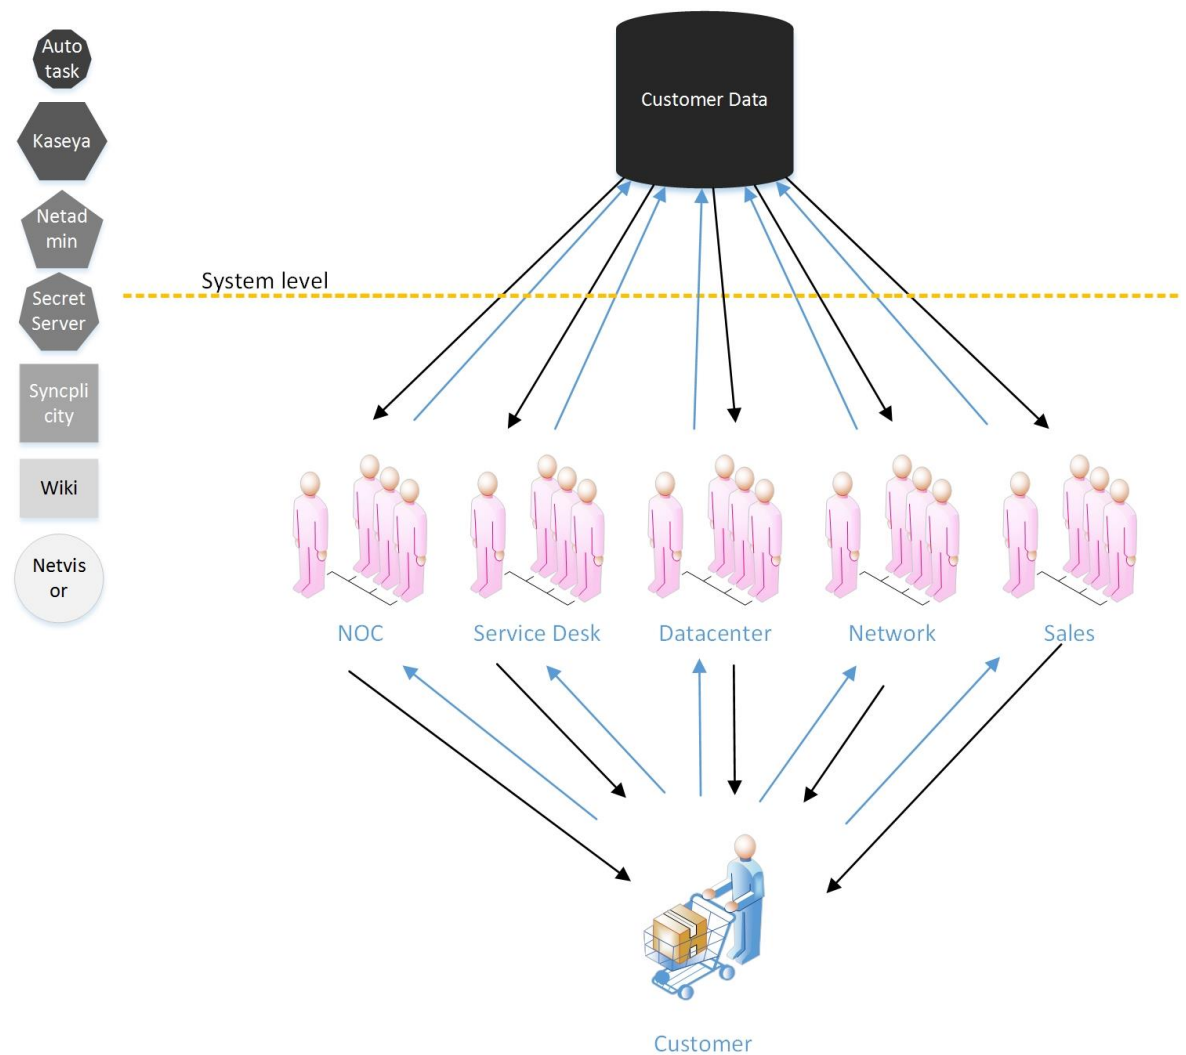 Auto
task
Kaseya
Netad
min
Secret
Server
Syncpli
city
Wiki
Netvis
or
Customer Data
System level
NOC
Service Desk
Datacenter
Network
Sales
Customer